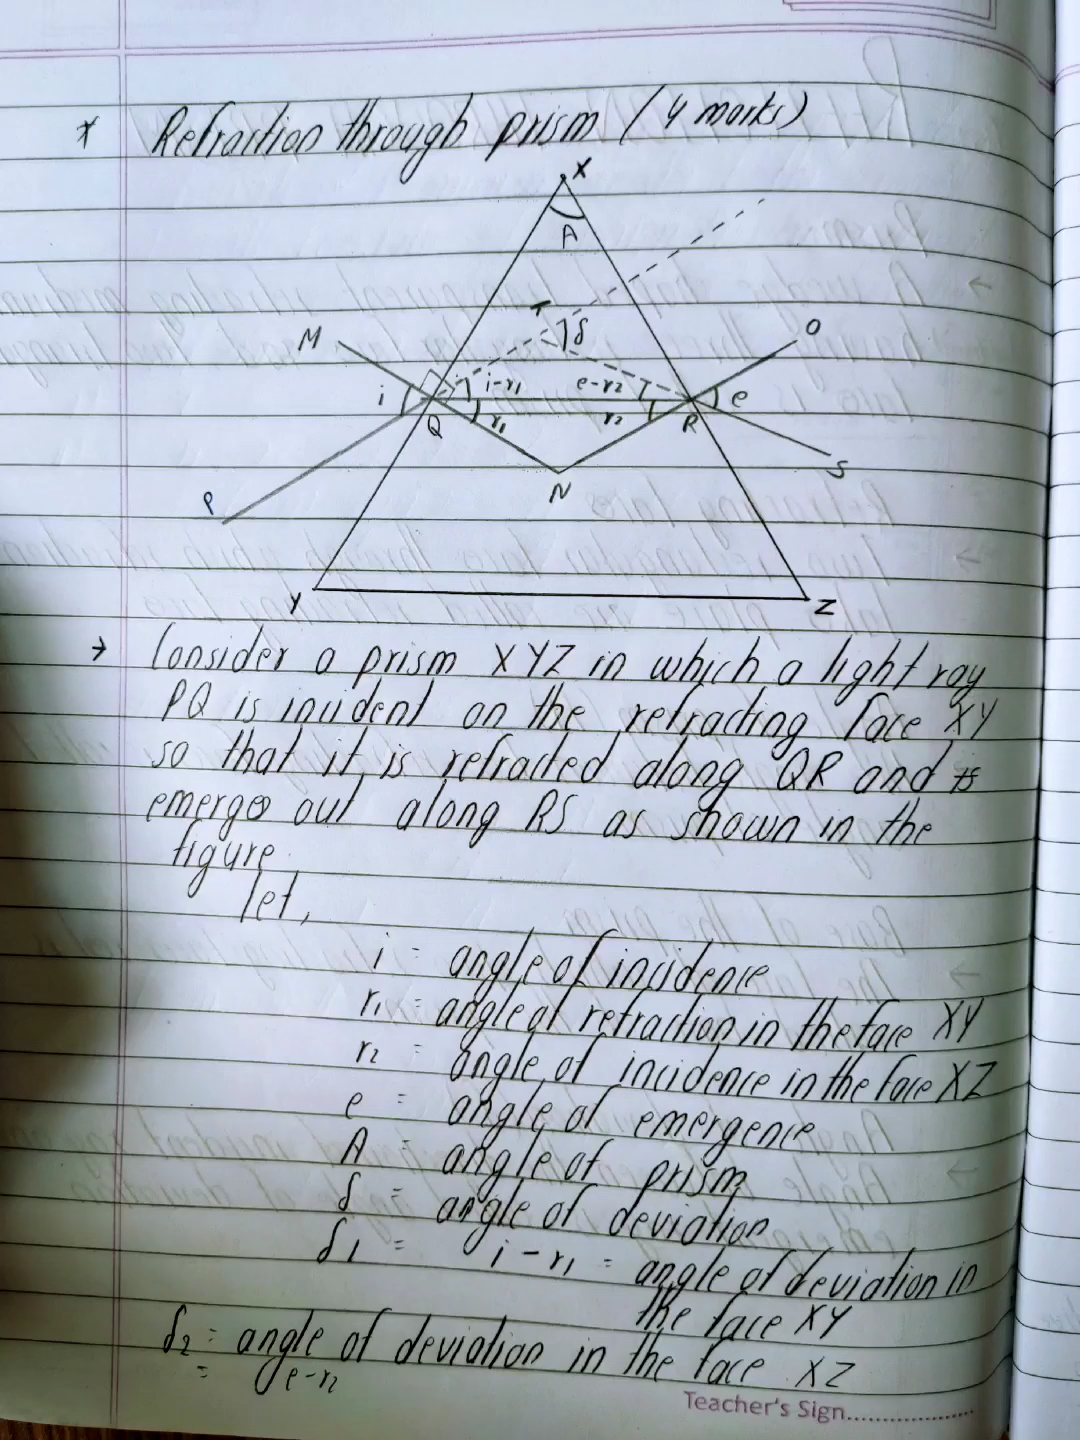 * Refraction through prism (4 marks)
X
A
M
T
δ
O
i
i-r₁
e-r₂
e
Q
r₁
r₂
R
P
N
S
Y
Z
→ Consider a prism XYZ in which a light ray
PQ is incident on the refracting face XY
so that it is refracted along QR and is
emerges out along RS as shown in the
figure.
let,
i = angle of incidence
r₁ = angle of refraction in the face XY
r₂ = angle of incidence in the face XZ
e = angle of emergence
A = angle of prism
δ = angle of deviation
δ1 = i-r₁ = angle of deviation in
the face XY
δ₂ = angle of deviation in the face XZ
= e-r₂
Teacher's Sign..................